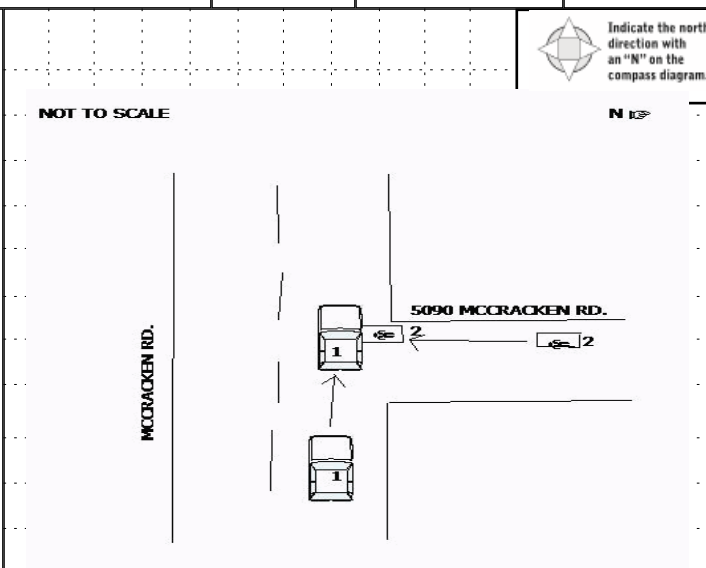 Indicate the north
direction with
an "N" on the
compass diagram.
NOT TO SCALE
N
5090 MCCRACKEN RD.
2
2
1
MCCRACKEN RD.
1